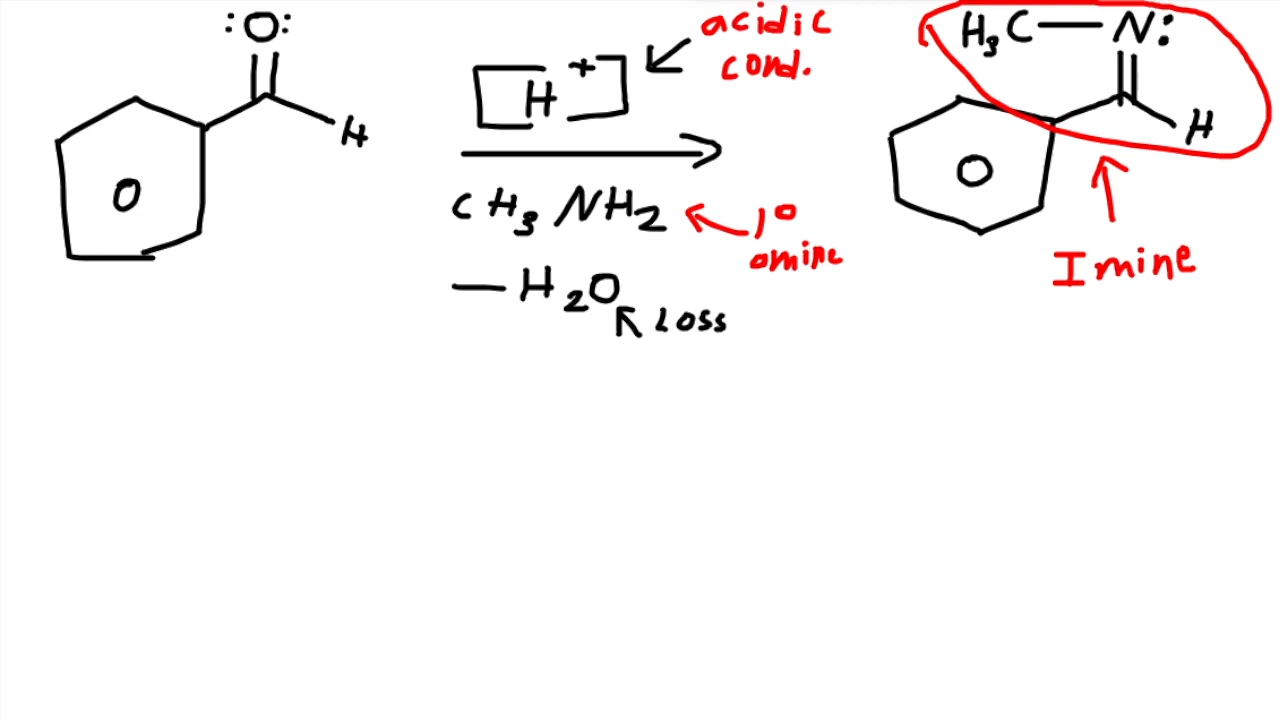 :O:
H
O
[H+]
acidic
cond.
CH3NH2
1°
amine
— H2O
Loss
H3C—N:
H
O
Imine